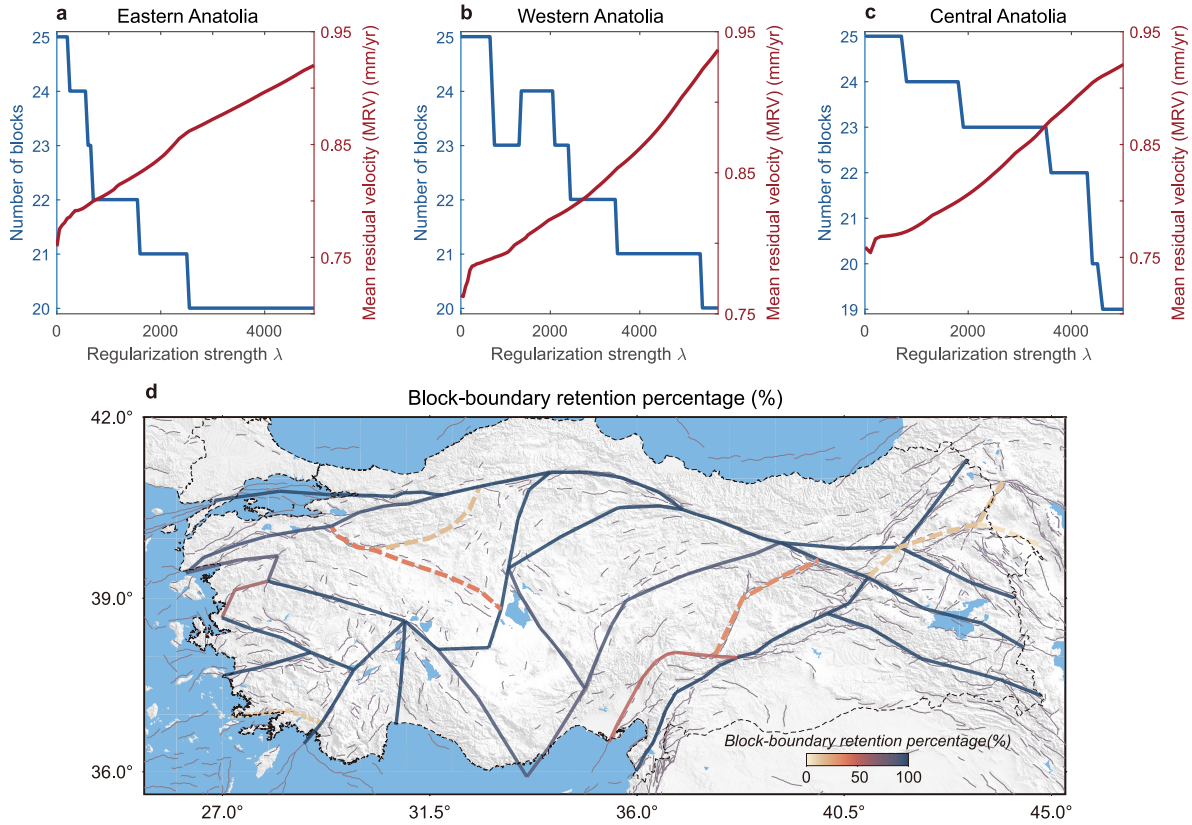 a
Eastern Anatolia
b
Western Anatolia
c
Central Anatolia
25
24
23
22
21
20
Number of blocks
0.95
0.85
0.75
Mean residual velocity (MRV) (mm/yr)
0
2000
4000
Regularization strength λ
25
24
23
22
21
20
Number of blocks
0.95
0.85
0.75
Mean residual velocity (MRV) (mm/yr)
0
2000
4000
Regularization strength λ
25
24
23
22
21
20
19
Number of blocks
0.95
0.85
0.75
Mean residual velocity (MRV) (mm/yr)
0
2000
4000
Regularization strength λ
d
Block-boundary retention percentage (%)
42.0°
39.0°
36.0°
Block-boundary retention percentage(%)
0
50
100
27.0°
31.5°
36.0°
40.5°
45.0°